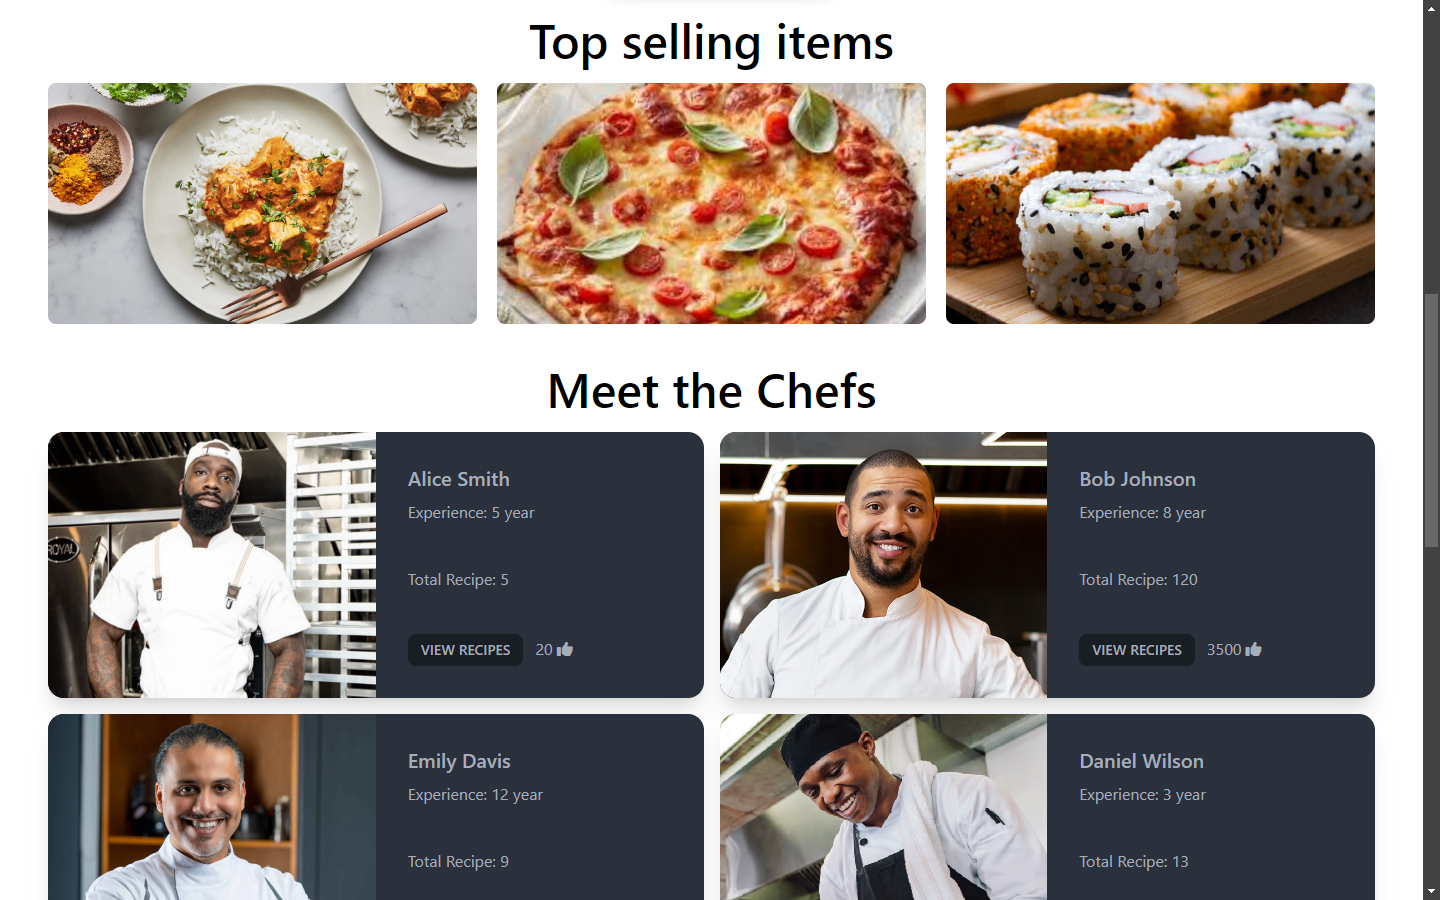 Top selling items
Meet the Chefs
ROYAL
Alice Smith
Experience: 5 year
Total Recipe: 5
VIEW RECIPES 20
Bob Johnson
Experience: 8 year
Total Recipe: 120
VIEW RECIPES 3500
Emily Davis
Experience: 12 year
Total Recipe: 9
Daniel Wilson
Experience: 3 year
Total Recipe: 13